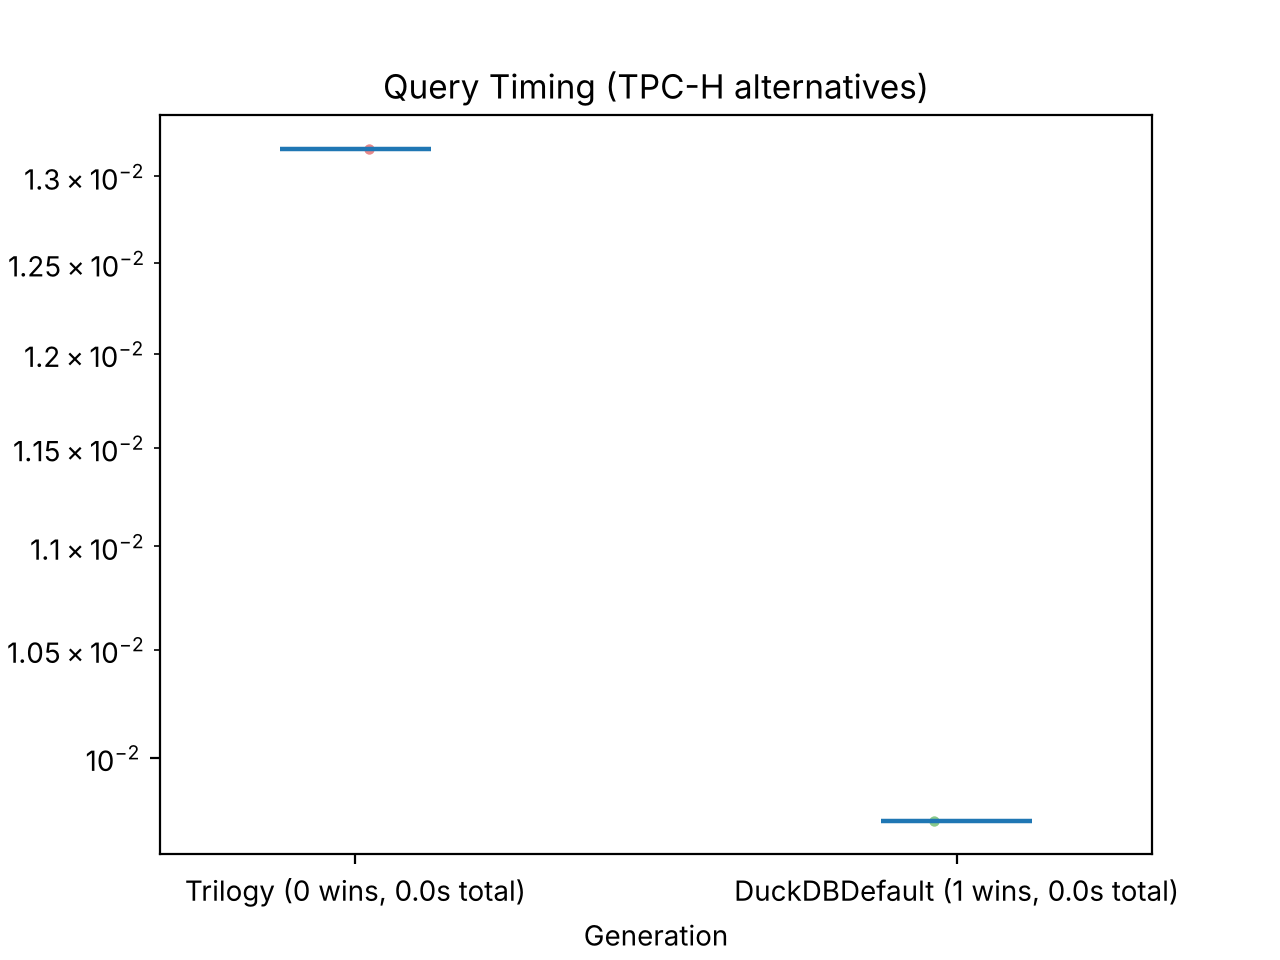 Query Timing (TPC-H alternatives)
1.3 × 10⁻²
1.25 × 10⁻²
1.2 × 10⁻²
1.15 × 10⁻²
1.1 × 10⁻²
1.05 × 10⁻²
10⁻²
Trilogy (0 wins, 0.0s total) DuckDBDefault (1 wins, 0.0s total)
Generation